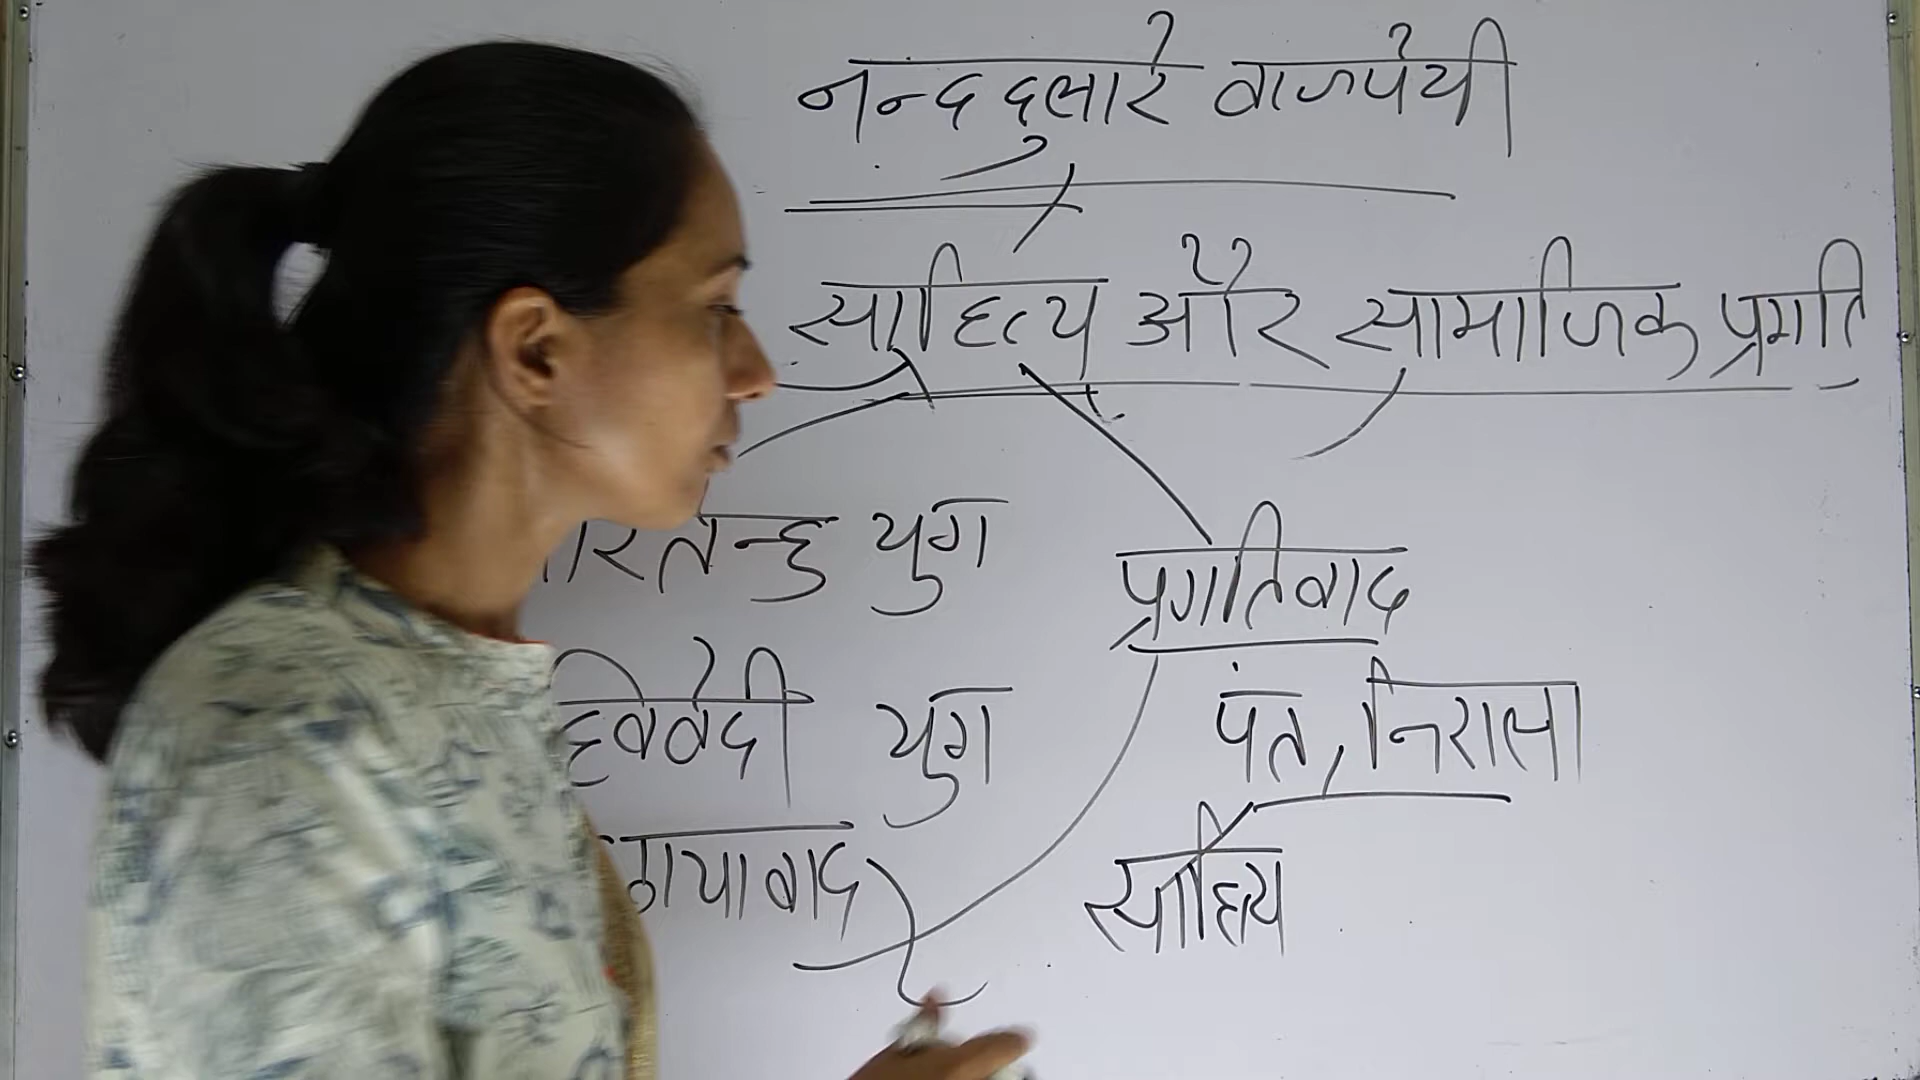 नन्द दुलारे वाजपेयी
साहित्य और सामाजिक प्रगति
रतेन्दु युग
प्रगतिवाद
द्विवेदी युग
पंत, निराला
छायावाद
साहित्य